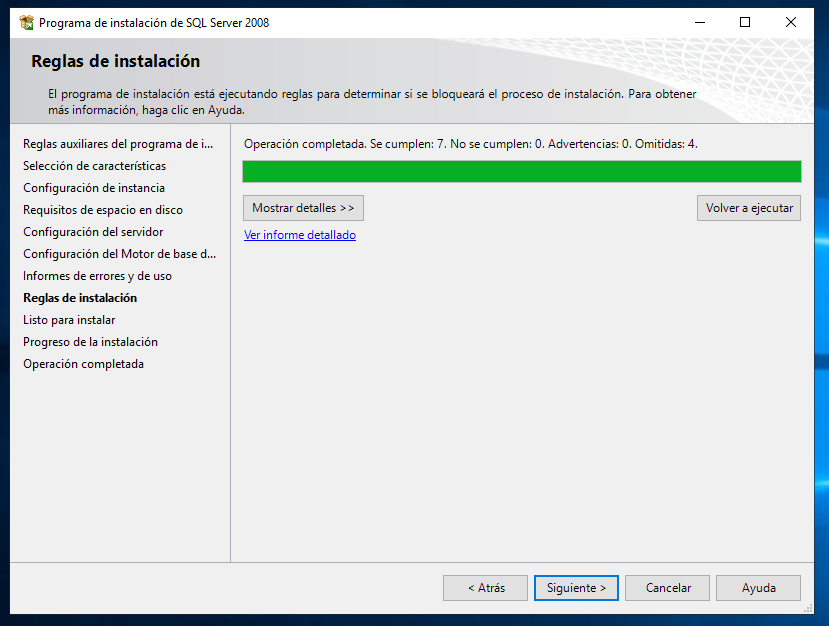 Programa de instalación de SQL Server 2008
Reglas de instalación
El programa de instalación está ejecutando reglas para determinar si se bloqueará el proceso de instalación. Para obtener
más información, haga clic en Ayuda.
Reglas auxiliares del programa de i...
Selección de características
Configuración de instancia
Requisitos de espacio en disco
Configuración del servidor
Configuración del Motor de base d...
Informes de errores y de uso
Reglas de instalación
Listo para instalar
Progreso de la instalación
Operación completada
Operación completada. Se cumplen: 7. No se cumplen: 0. Advertencias: 0. Omitidas: 4.
Mostrar detalles >>
Volver a ejecutar
Ver informe detallado
< Atrás
Siguiente >
Cancelar
Ayuda